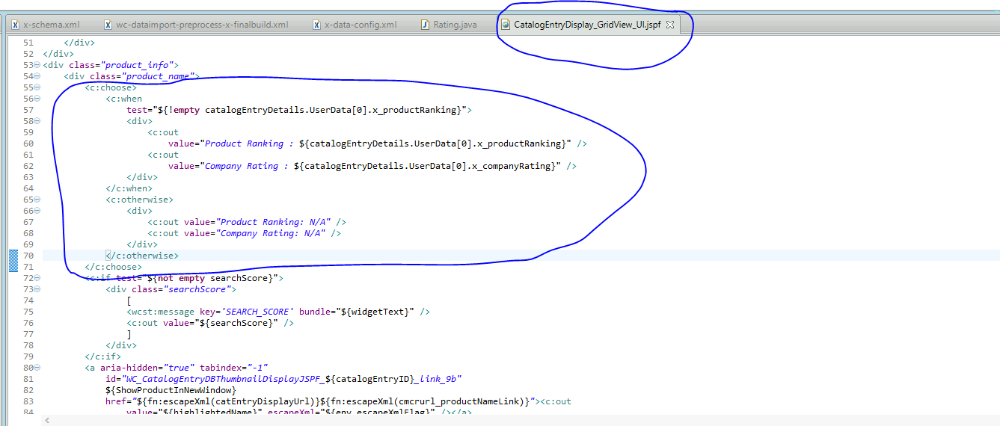 x-schema.xml wc-dataimport-preprocess-x-finalbuild.xml x-data-config.xml Rating.java CatalogEntryDisplay_GridView_UI.jspf
51 </div>
52 </div>
53 <div class="product_info">
54 <div class="product_name">
55 <c:choose>
56 <c:when
57 test="${!empty catalogEntryDetails.UserData[0].x_productRanking}">
58 <div>
59 <c:out
60 value="Product Ranking : ${catalogEntryDetails.UserData[0].x_productRanking}" />
61 <c:out
62 value="Company Rating : ${catalogEntryDetails.UserData[0].x_companyRating}" />
63 </div>
64 </c:when>
65 <c:otherwise>
66 <div>
67 <c:out value="Product Ranking: N/A" />
68 <c:out value="Company Rating: N/A" />
69 </div>
70 </c:otherwise>
71 </c:choose>
72 <c:if test="${not empty searchScore}">
73 <div class="searchScore">
74 [
75 <wcst:message key='SEARCH_SCORE' bundle="${widgetText}" />
76 <c:out value="${searchScore}" />
77 ]
78 </div>
79 </c:if>
80 <a aria-hidden="true" tabindex="-1"
81 id="WC_CatalogEntryDBThumbnailDisplayJSPF_${catalogEntryID}_link_9b"
82 ${ShowProductInNewWindow}
83 href="${fn:escapeXml(catEntryDisplayUrl)}${fn:escapeXml(cmcrurl_productNameLink)}"><c:out
84 value="${highlightedName}" escapeXml="${env_escapeXmlFlag}" /></a>